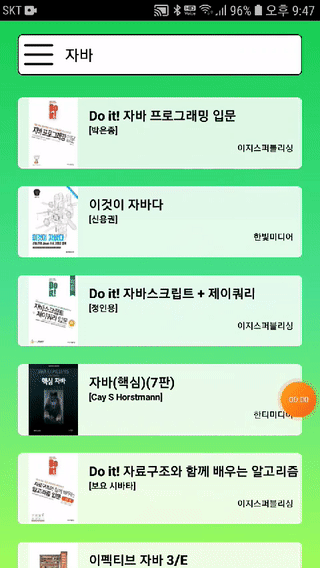 SKT 96% 오후 9:47
자바
Do it! 자바 프로그래밍 입문
[박은종]
이지스퍼블리싱
이것이 자바다
[신용권]
한빛미디어
Do it! 자바스크립트 + 제이쿼리
[정인용]
이지스퍼블리싱
자바(핵심)(7판)
[Cay S Horstmann]
00:00
한티미디어
Do it! 자료구조와 함께 배우는 알고리즘
[보요 시바타]
이지스퍼블리싱
이펙티브 자바 3/E